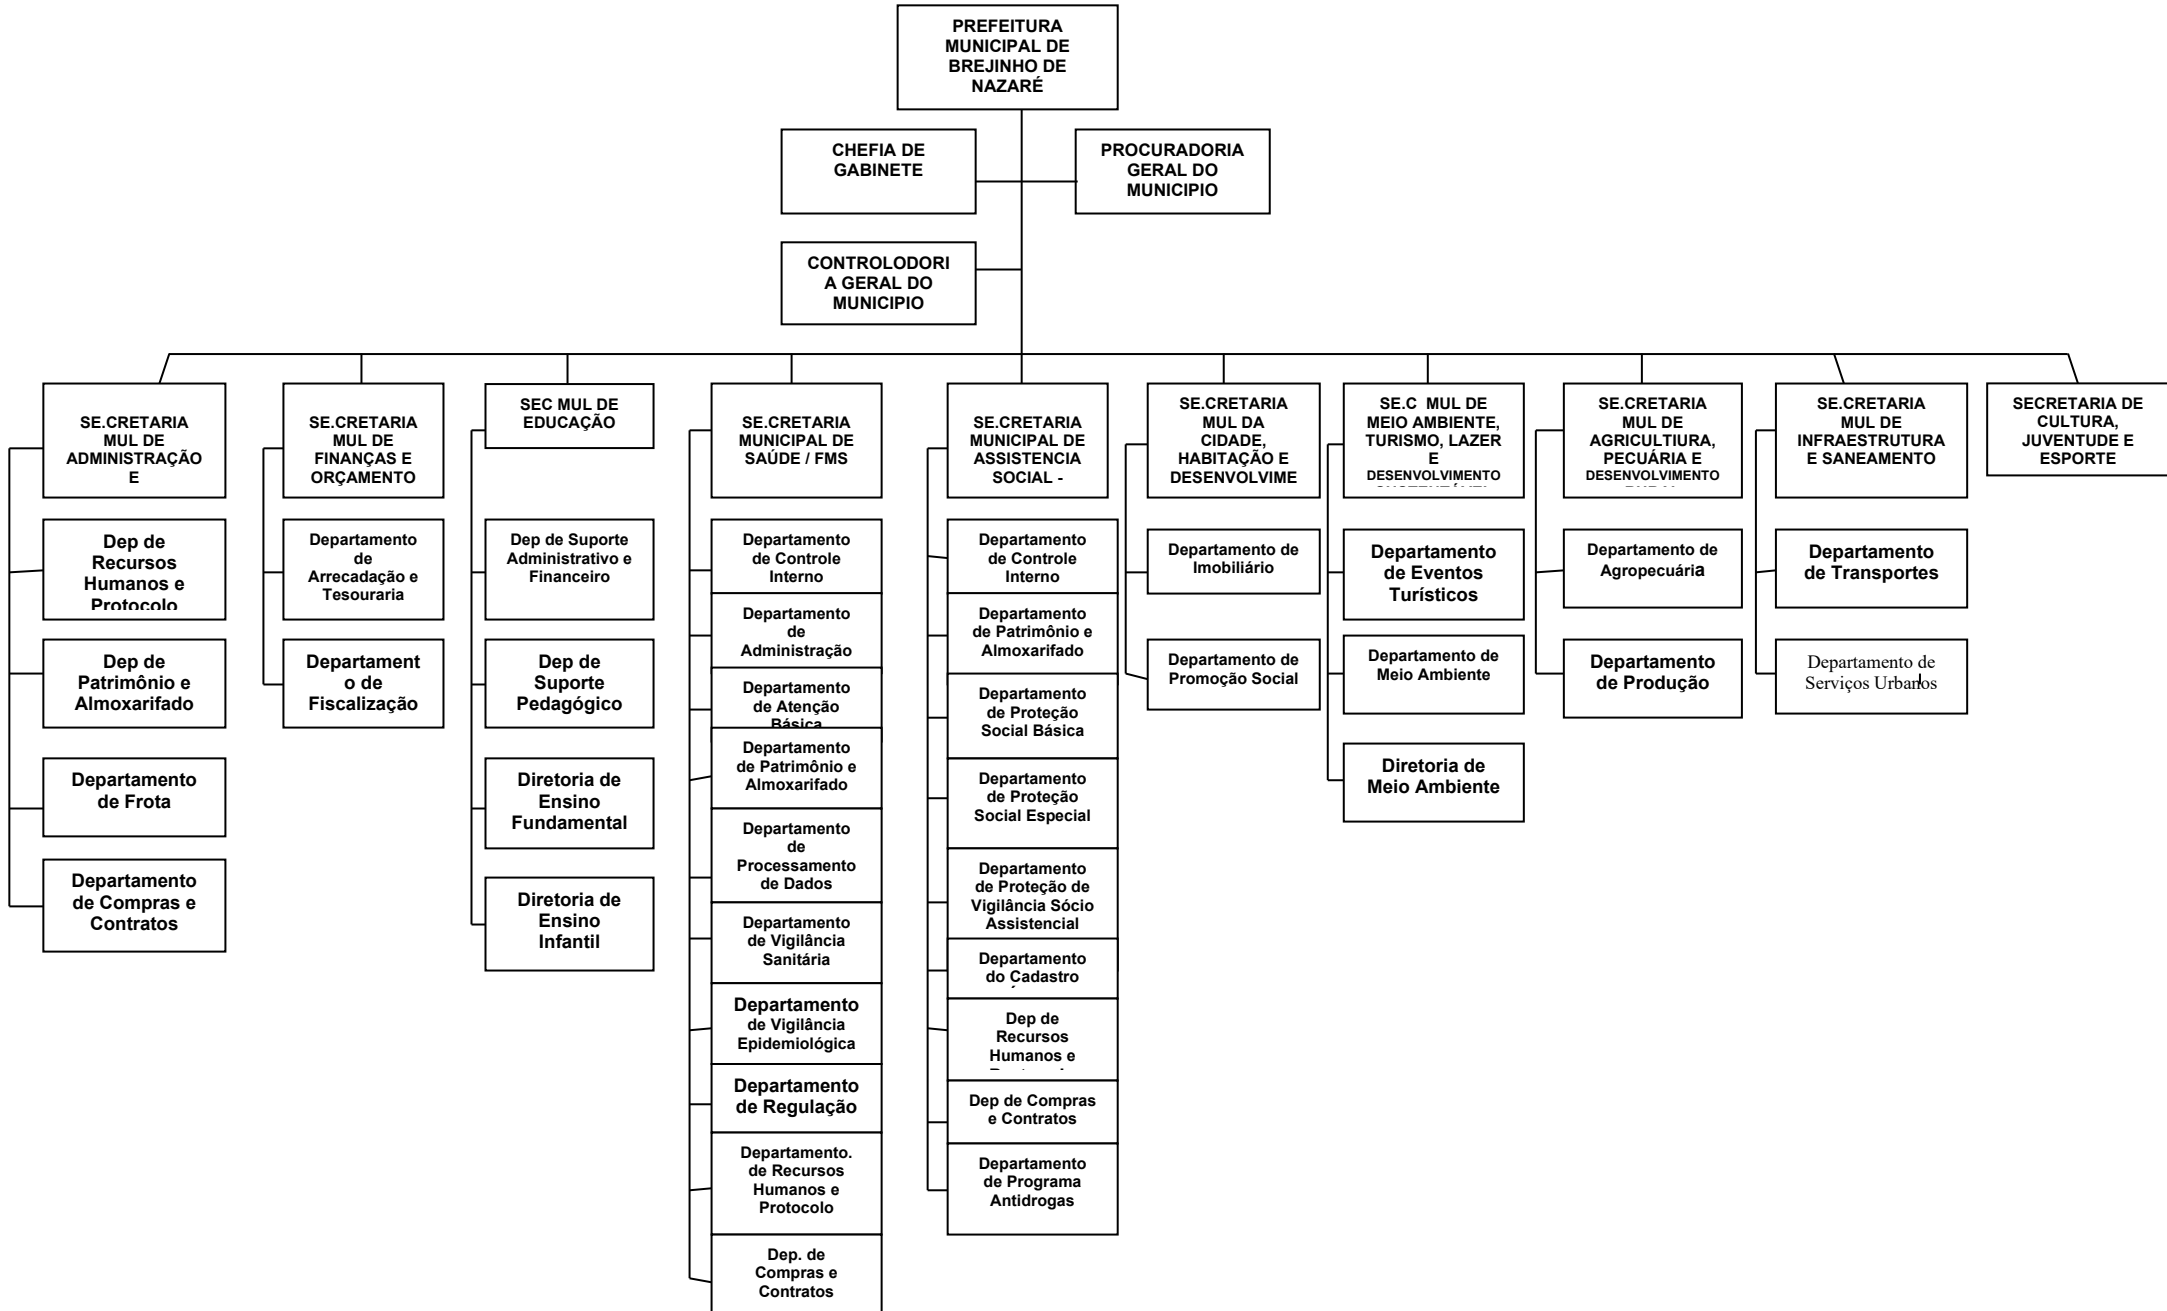 PREFEITURA
MUNICIPAL DE
BREJINHO DE
NAZARÉ
CHEFIA DE
GABINETE
PROCURADORIA
GERAL DO
MUNICIPIO
CONTROLODORI
A GERAL DO
MUNICIPIO
SE.CRETARIA
MUL DE
ADMINISTRAÇÃO
E
SE.CRETARIA
MUL DE
FINANÇAS E
ORÇAMENTO
SEC MUL DE
EDUCAÇÃO
SE.CRETARIA
MUNICIPAL DE
SAÚDE / FMS
SE.CRETARIA
MUNICIPAL DE
ASSISTENCIA
SOCIAL -
SE.CRETARIA
MUL DA
CIDADE,
HABITAÇÃO E
DESENVOLVIME
SE.C MUL DE
MEIO AMBIENTE,
TURISMO, LAZER
E
DESENVOLVIMENTO
SE.CRETARIA
MUL DE
AGRICULTIURA,
PECUÁRIA E
DESENVOLVIMENTO
SE.CRETARIA
MUL DE
INFRAESTRUTURA
E SANEAMENTO
SECRETARIA DE
CULTURA,
JUVENTUDE E
ESPORTE
Dep de
Recursos
Humanos e
Protocolo
Dep de
Patrimônio e
Almoxarifado
Departamento
de Frota
Departamento
de Compras e
Contratos
Departamento
de
Arrecadação e
Tesouraria
Departament
o de
Fiscalização
Dep de Suporte
Administrativo e
Financeiro
Dep de
Suporte
Pedagógico
Diretoria de
Ensino
Fundamental
Diretoria de
Ensino
Infantil
Departamento
de Controle
Interno
Departamento
de
Administração
Departamento
de Atenção
Básica
Departamento
de Patrimônio e
Almoxarifado
Departamento
de
Processamento
de Dados
Departamento
de Vigilância
Sanitária
Departamento
de Vigilância
Epidemiológica
Departamento
de Regulação
Departamento.
de Recursos
Humanos e
Protocolo
Dep. de
Compras e
Contratos
Departamento
de Controle
Interno
Departamento
de Patrimônio e
Almoxarifado
Departamento
de Proteção
Social Básica
Departamento
de Proteção
Social Especial
Departamento
de Proteção de
Vigilância Sócio
Assistencial
Departamento
do Cadastro
Dep de
Recursos
Humanos e
Dep de Compras
e Contratos
Departamento
de Programa
Antidrogas
Departamento de
Imobiliário
Departamento de
Promoção Social
Departamento
de Eventos
Turísticos
Departamento de
Meio Ambiente
Diretoria de
Meio Ambiente
Departamento de
Agropecuária
Departamento
de Produção
Departamento
de Transportes
Departamento de
Serviços Urbanos